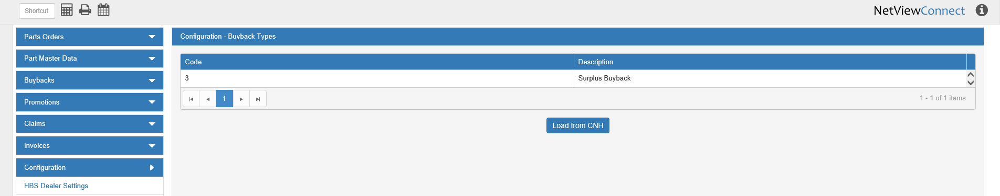 Shortcut
NetViewConnect
Parts Orders
Part Master Data
Buybacks
Promotions
Claims
Invoices
Configuration
HBS Dealer Settings
Configuration - Buyback Types
Code Description
3 Surplus Buyback
1 1 - 1 of 1 items
Load from CNH